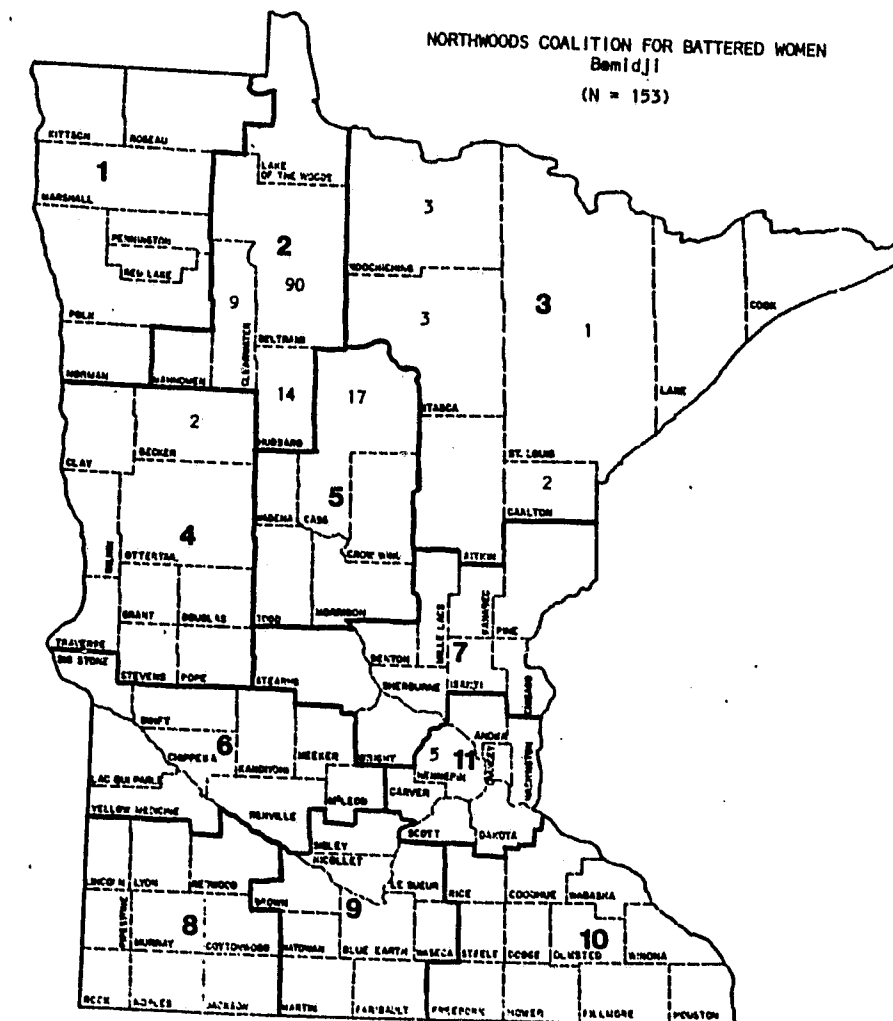 NORTHWOODS COALITION FOR BATTERED WOMEN
Bemidji
(N = 153)
KITTSON
ROSEAU
LAKE
OF THE WOODS
1
MARSHALL
PENNINGTON
RED LAKE
2
9
90
3
KOOCHICHING
3
3
1
COOK
LAKE
POLK
CLEARWATER
BELTRAMI
NORMAN
MAHNOMEN
14
17
ITASCA
HUBBARD
2
BECKER
CLAY
ST. LOUIS
2
CARLTON
WADENA
CASS
5
4
WILKIN
OTTERTAIL
CROW WING
AITKIN
GRANT
DOUGLAS
TODD
MORRISON
MILLE LACS
KANABEC
PINE
TRAVERSE
BIG STONE
STEVENS
POPE
STEARNS
BENTON
7
SHERBURNE
ISANTI
CHISAGO
SWIFT
6
CHIPPEWA
KANDIYOHI
MEEKER
WRIGHT
5
11
ANOKA
HENNEPIN
RAMSEY
WASHINGTON
LAC QUI PARLE
YELLOW MEDICINE
RENVILLE
MCLEOD
CARVER
SCOTT
DAKOTA
SIBLEY
NICOLLET
LINCOLN
LYON
REDWOOD
BROWN
LE SUEUR
RICE
GOODHUE
WABASHA
9
8
10
PIPESTONE
MURRAY
COTTONWOOD
WATONWAN
BLUE EARTH
WASECA
STEELE
DODGE
OLMSTED
WINONA
ROCK
NOBLES
JACKSON
MARTIN
FARIBAULT
FREEBORN
MOWER
FILLMORE
HOUSTON